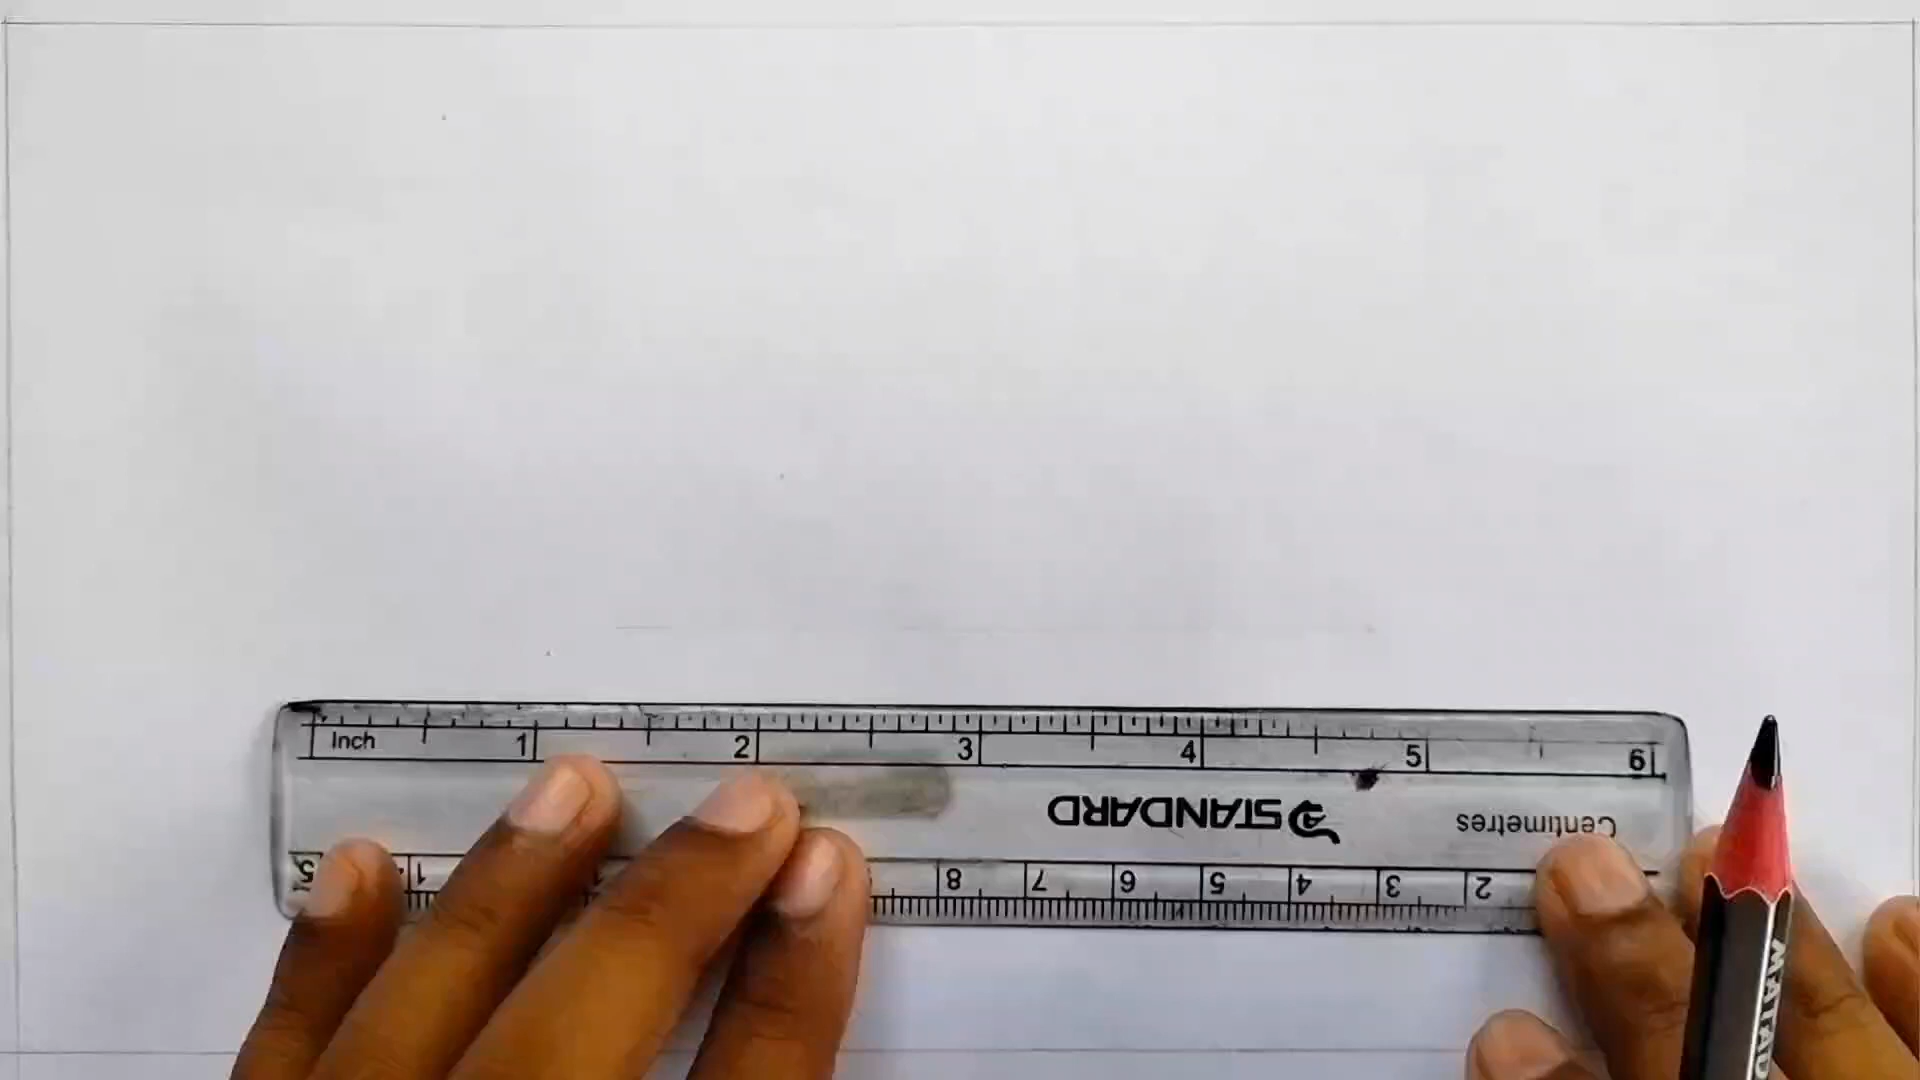 Inch 1 2 3 4 5 6
STANDARD
Centimetres
2 3 4 5 6 7 8
MATAD